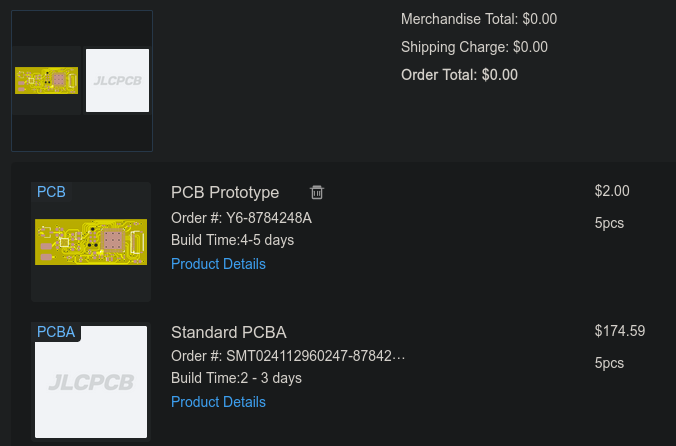 Merchandise Total: $0.00
Shipping Charge: $0.00
Order Total: $0.00
JLCPCB
PCB
PCB Prototype
$2.00
Order #: Y6-8784248A
5pcs
Build Time:4-5 days
Product Details
PCBA
Standard PCBA
$174.59
Order #: SMT024112960247-87842···
5pcs
Build Time:2 - 3 days
JLCPCB
Product Details